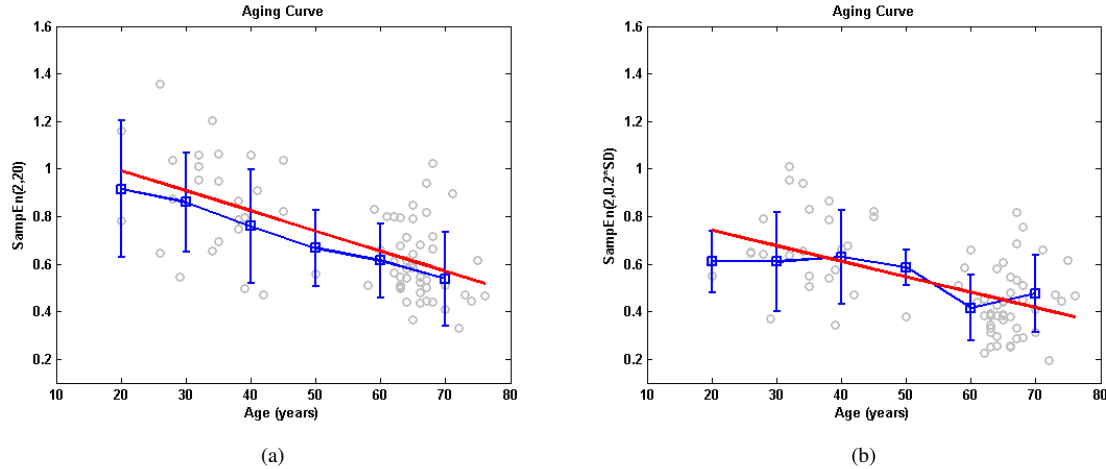 Aging Curve
1.6
1.4
1.2
1
0.8
0.6
0.4
0.2
SampEn(2,20)
10 20 30 40 50 60 70 80
Age (years)
(a)
Aging Curve
1.6
1.4
1.2
1
0.8
0.6
0.4
0.2
SampEn(2,0.2*SD)
10 20 30 40 50 60 70 80
Age (years)
(b)